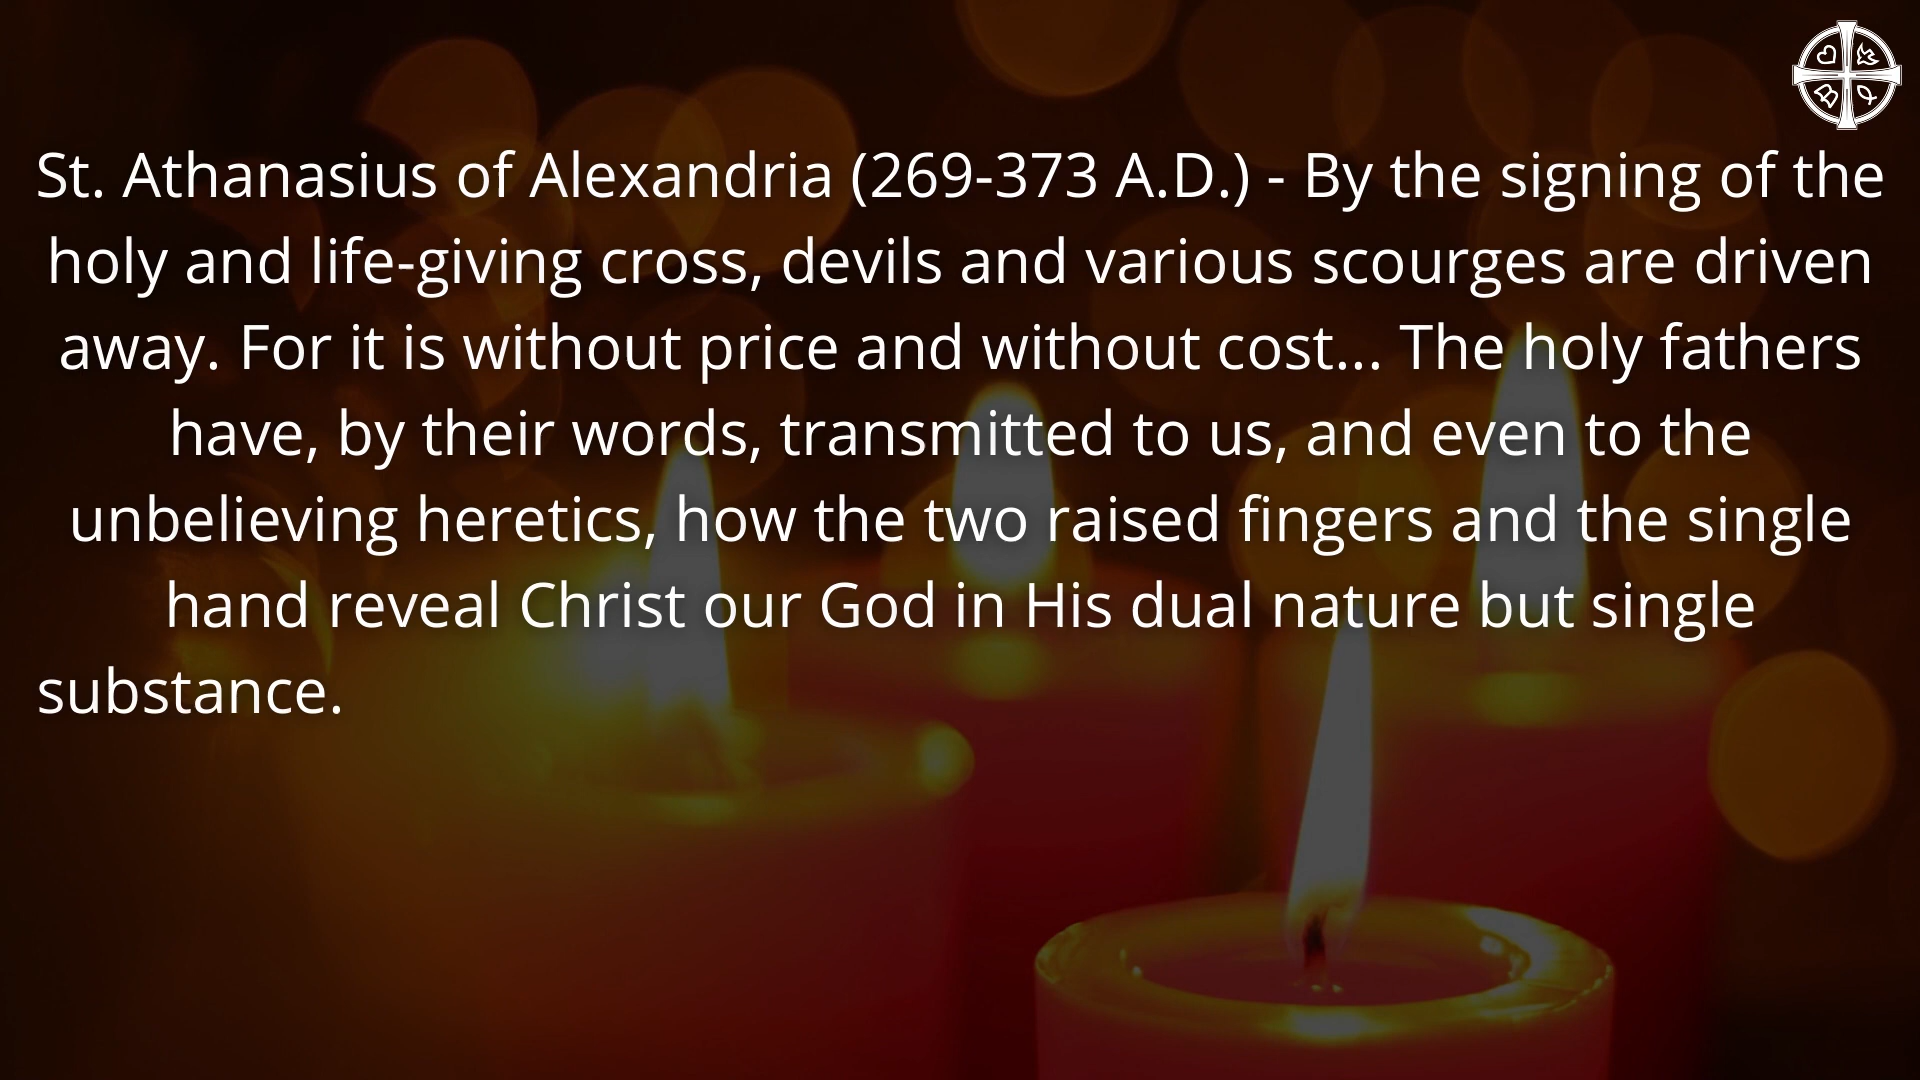 St. Athanasius of Alexandria (269-373 A.D.) - By the signing of the
holy and life-giving cross, devils and various scourges are driven
away. For it is without price and without cost... The holy fathers
have, by their words, transmitted to us, and even to the
unbelieving heretics, how the two raised fingers and the single
hand reveal Christ our God in His dual nature but single
substance.